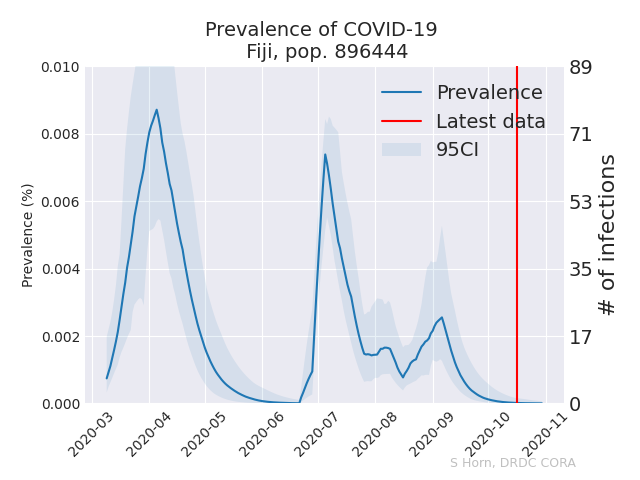 Prevalence of COVID-19
Fiji, pop. 896444
Prevalence (%)
0.010
0.008
0.006
0.004
0.002
0.000
Prevalence
Latest data
95CI
89
71
53
35
17
0
# of infections
2020-03
2020-04
2020-05
2020-06
2020-07
2020-08
2020-09
2020-10
2020-11
S Horn, DRDC CORA